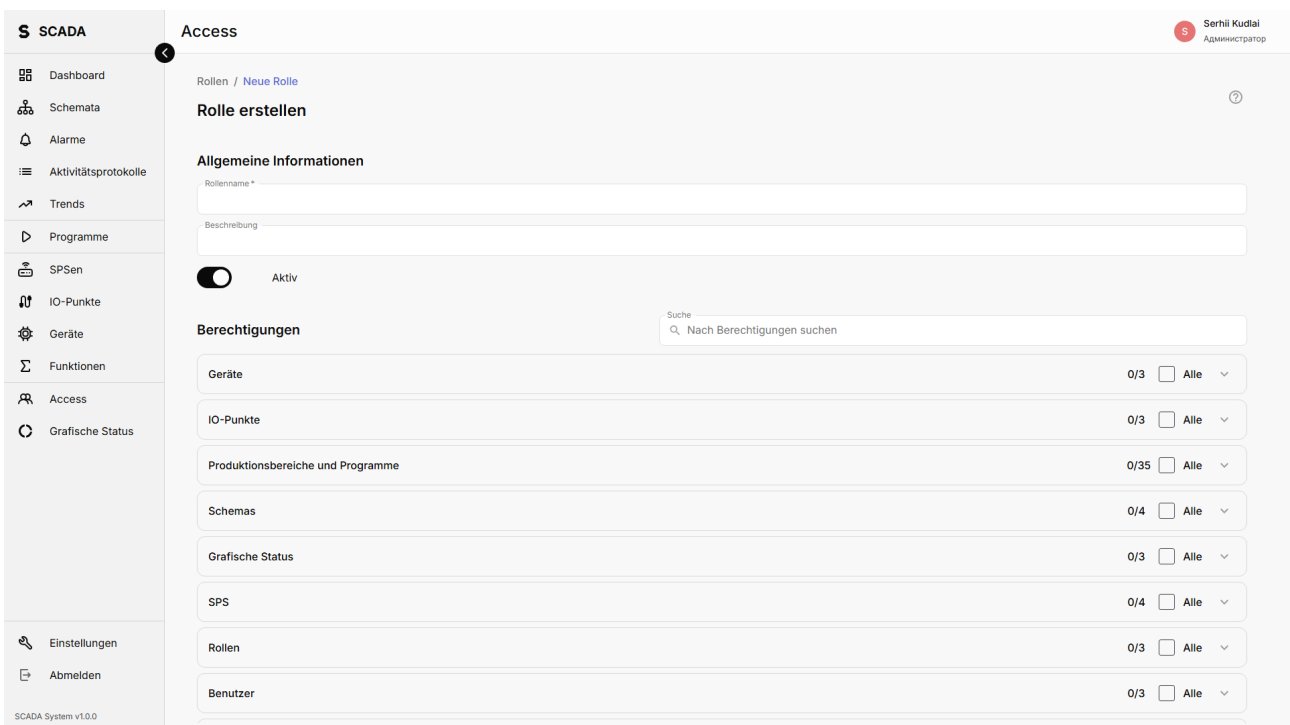 SCADA
Access
Serhii Kudlai
Администратор
S
Dashboard
Schemata
Alarme
Aktivitätsprotokolle
Trends
Programme
SPSen
IO-Punkte
Geräte
Funktionen
Access
Grafische Status
Einstellungen
Abmelden
SCADA System v1.0.0
Rollen / Neue Rolle
Rolle erstellen
Allgemeine Informationen
Rollenname *
Beschreibung
Aktiv
Berechtigungen
Suche
Nach Berechtigungen suchen
Geräte 0/3 Alle
IO-Punkte 0/3 Alle
Produktionsbereiche und Programme 0/35 Alle
Schemas 0/4 Alle
Grafische Status 0/3 Alle
SPS 0/4 Alle
Rollen 0/3 Alle
Benutzer 0/3 Alle